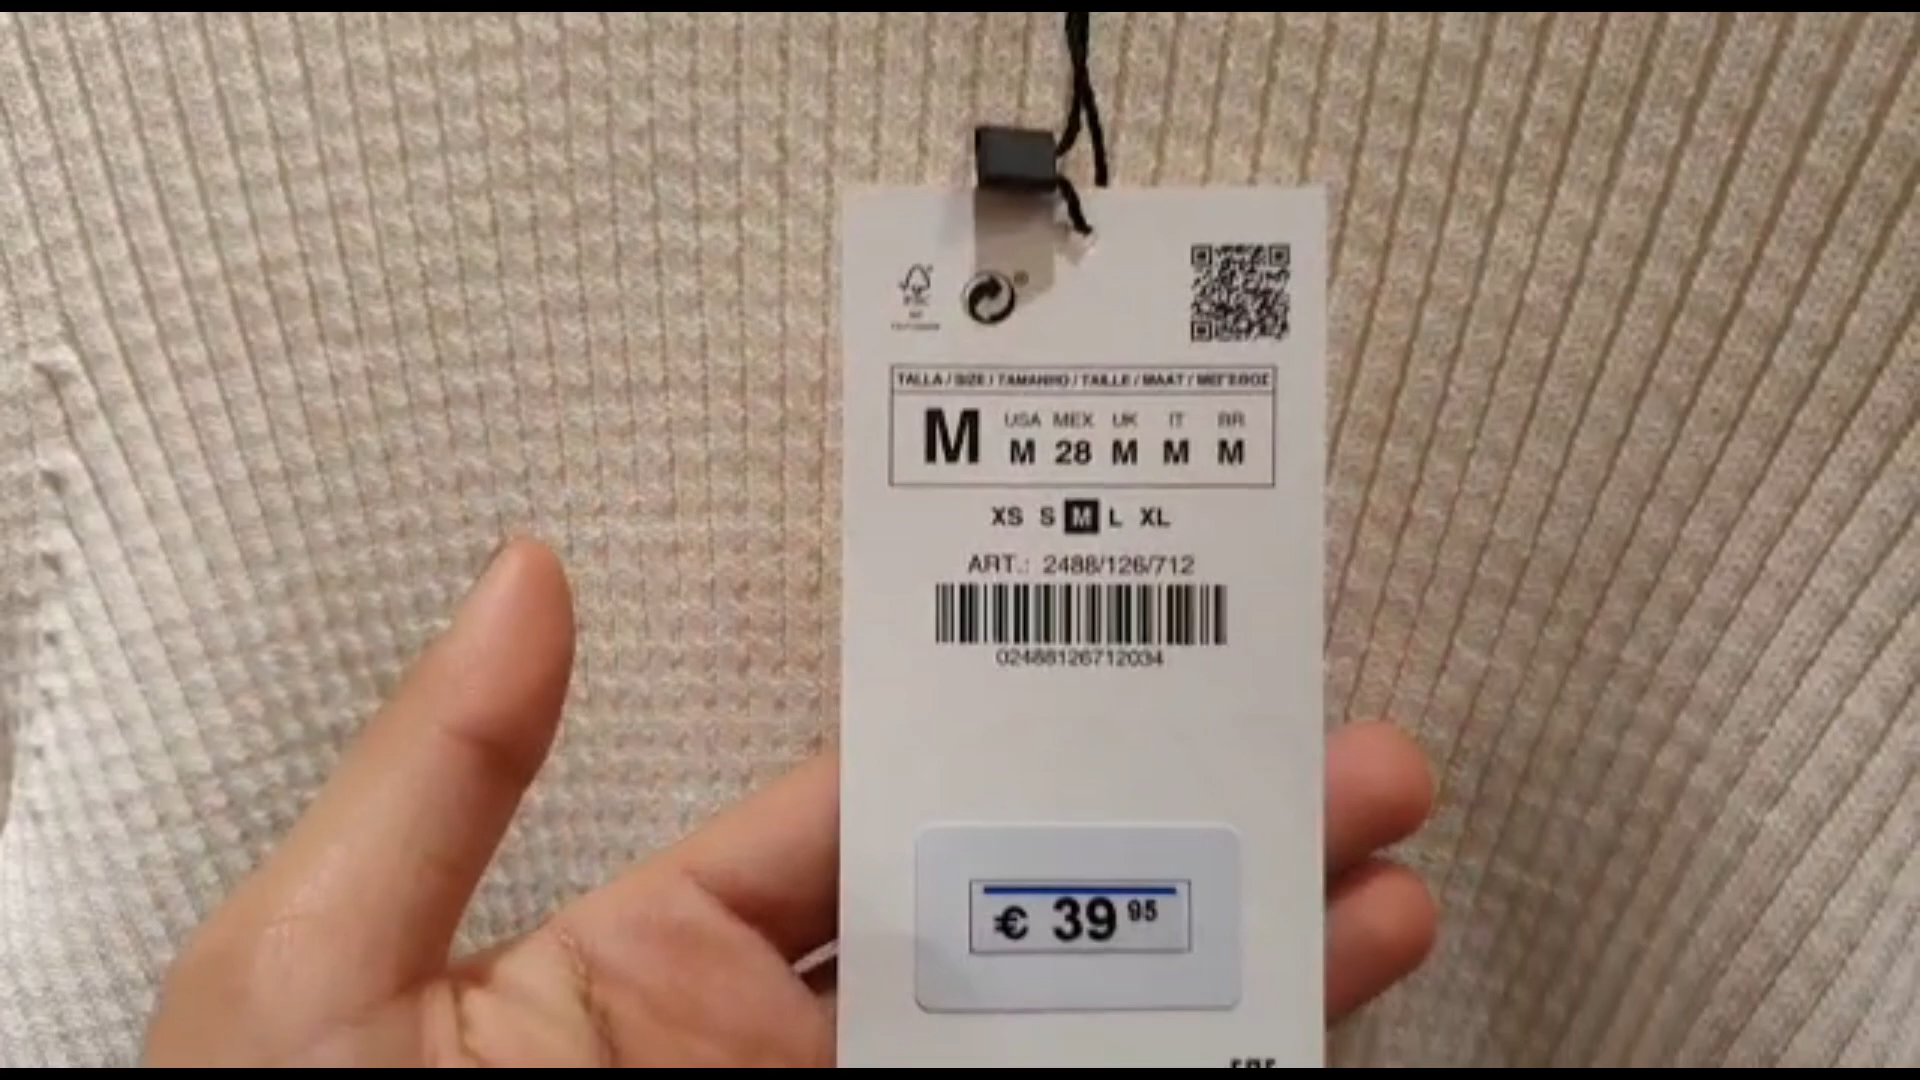 TALLA / SIZE / TAMANHO / TAILLE / MAAT / ΜΕΓΕΘΟΣ
M
USA MEX UK IT BR
M 28 M M M
XS S M L XL
ART.: 2488/126/712
02488126712034
€ 39 95